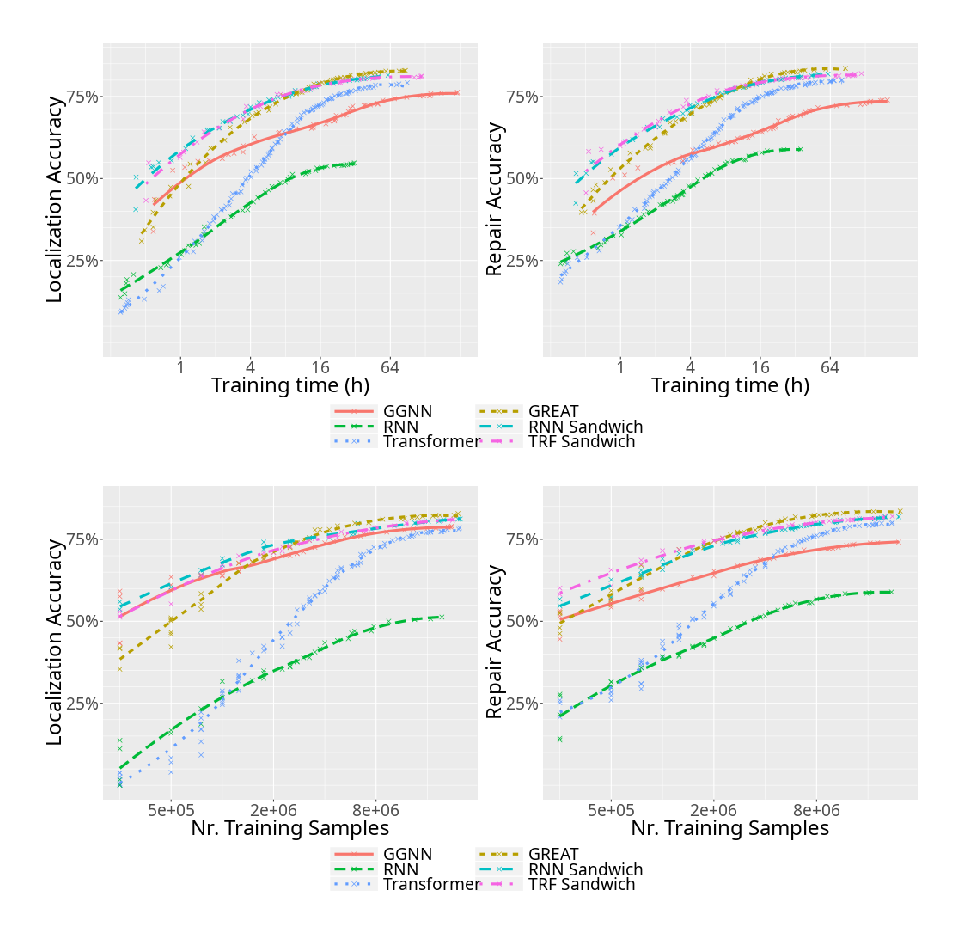 75%
50%
25%
Localization Accuracy
1 4 16 64
Training time (h)
75%
50%
25%
Repair Accuracy
1 4 16 64
Training time (h)
GGNN GREAT
RNN RNN Sandwich
Transformer TRF Sandwich
75%
50%
25%
Localization Accuracy
5e+05 2e+06 8e+06
Nr. Training Samples
75%
50%
25%
Repair Accuracy
5e+05 2e+06 8e+06
Nr. Training Samples
GGNN GREAT
RNN RNN Sandwich
Transformer TRF Sandwich